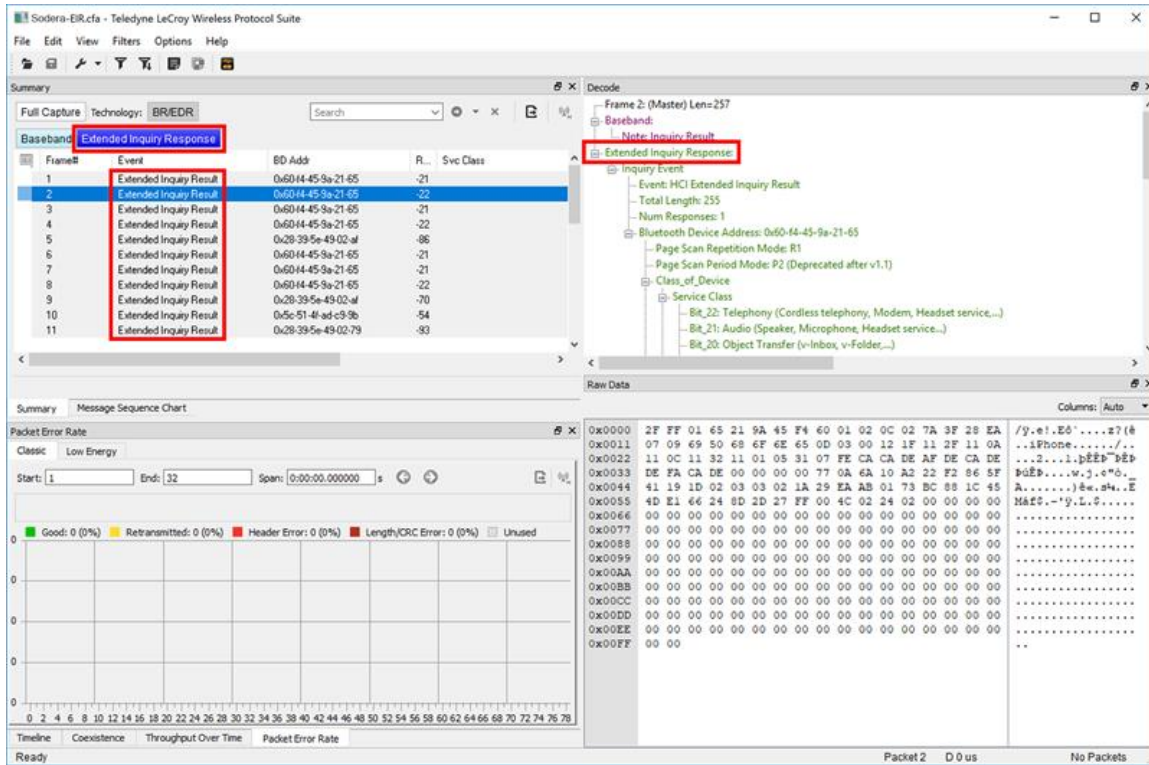 Sodera-EIR.cfa - Teledyne LeCroy Wireless Protocol Suite
File Edit View Filters Options Help
Summary
Full Capture Technology: BR/EDR Search
Baseband Extended Inquiry Response
Frame# Event BD Addr R... Svc Class
1 Extended Inquiry Result 0x60-f4-45-9a-21-65 -21
2 Extended Inquiry Result 0x60-f4-45-9a-21-65 -22
3 Extended Inquiry Result 0x60-f4-45-9a-21-65 -21
4 Extended Inquiry Result 0x60-f4-45-9a-21-65 -22
5 Extended Inquiry Result 0x28-39-5e-49-02-af -86
6 Extended Inquiry Result 0x60-f4-45-9a-21-65 -21
7 Extended Inquiry Result 0x60-f4-45-9a-21-65 -21
8 Extended Inquiry Result 0x60-f4-45-9a-21-65 -22
9 Extended Inquiry Result 0x28-39-5e-49-02-af -70
10 Extended Inquiry Result 0x5c-51-4f-ad-c9-9b -54
11 Extended Inquiry Result 0x28-39-5e-49-02-79 -93
Summary Message Sequence Chart
Decode
Frame 2: (Master) Len=257
Baseband:
Note: Inquiry Result
Extended Inquiry Response:
Inquiry Event
Event: HCI Extended Inquiry Result
Total Length: 255
Num Responses: 1
Bluetooth Device Address: 0x60-f4-45-9a-21-65
Page Scan Repetition Mode: R1
Page Scan Period Mode: P2 (Deprecated after v1.1)
Class_of_Device
Service Class
Bit_22: Telephony (Cordless telephony, Modem, Headset service,...)
Bit_21: Audio (Speaker, Microphone, Headset service...)
Bit_20: Object Transfer (v-Inbox, v-Folder,...)
Packet Error Rate
Classic Low Energy
Start: 1 End: 32 Span: 0:00:00.000000 s
Good: 0 (0%) Retransmitted: 0 (0%) Header Error: 0 (0%) Length/CRC Error: 0 (0%) Unused
0
0
0
0
0
0 2 4 6 8 10 12 14 16 18 20 22 24 26 28 30 32 34 36 38 40 42 44 46 48 50 52 54 56 58 60 62 64 66 68 70 72 74 76 78
Timeline Coexistence Throughput Over Time Packet Error Rate
Raw Data
Columns: Auto
0x0000 2F FF 01 65 21 9A 45 F4 60 01 02 0C 02 7A 3F 28 EA /ÿ.e!.Eô`....z?(ê
0x0011 07 09 69 50 68 6F 6E 65 0D 03 00 12 1F 11 2F 11 0A ..iPhone....../..
0x0022 11 0C 11 32 11 01 05 31 07 FE CA CA DE AF DE CA DE ...2...1.þÊÊÞ¯ÞÊÞ
0x0033 DE FA CA DE 00 00 00 00 77 0A 6A 10 A2 22 F2 86 5F ÞúÊÞ....w.j.¢"ò._
0x0044 41 19 1D 02 03 03 02 1A 29 EA AB 01 73 BC 88 1C 45 A.......)ê«.s¼..E
0x0055 4D E1 66 24 8D 2D 27 FF 00 4C 02 24 02 00 00 00 00 Máf$.-'ÿ.L.$.....
0x0066 00 00 00 00 00 00 00 00 00 00 00 00 00 00 00 00 00 .................
0x0077 00 00 00 00 00 00 00 00 00 00 00 00 00 00 00 00 00 .................
0x0088 00 00 00 00 00 00 00 00 00 00 00 00 00 00 00 00 00 .................
0x0099 00 00 00 00 00 00 00 00 00 00 00 00 00 00 00 00 00 .................
0x00AA 00 00 00 00 00 00 00 00 00 00 00 00 00 00 00 00 00 .................
0x00BB 00 00 00 00 00 00 00 00 00 00 00 00 00 00 00 00 00 .................
0x00CC 00 00 00 00 00 00 00 00 00 00 00 00 00 00 00 00 00 .................
0x00DD 00 00 00 00 00 00 00 00 00 00 00 00 00 00 00 00 00 .................
0x00EE 00 00 00 00 00 00 00 00 00 00 00 00 00 00 00 00 00 .................
0x00FF 00 00 ..
Ready Packet 2 D 0 us No Packets